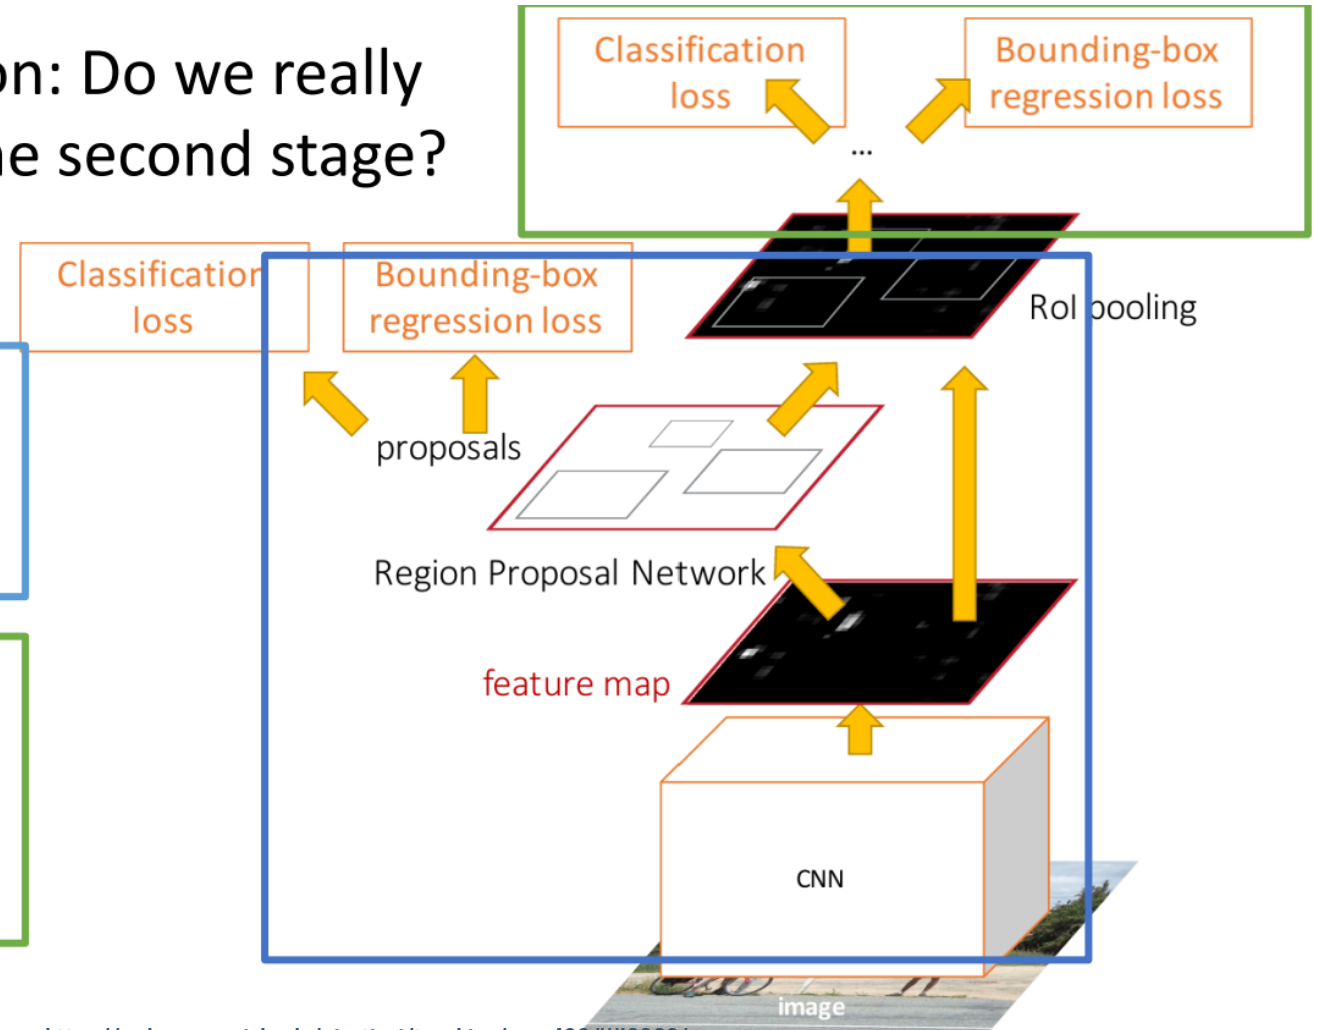 on: Do we really
e second stage?
Classification
loss
Bounding-box
regression loss
...
Classification
loss
Bounding-box
regression loss
RoI pooling
proposals
Region Proposal Network
feature map
CNN
image